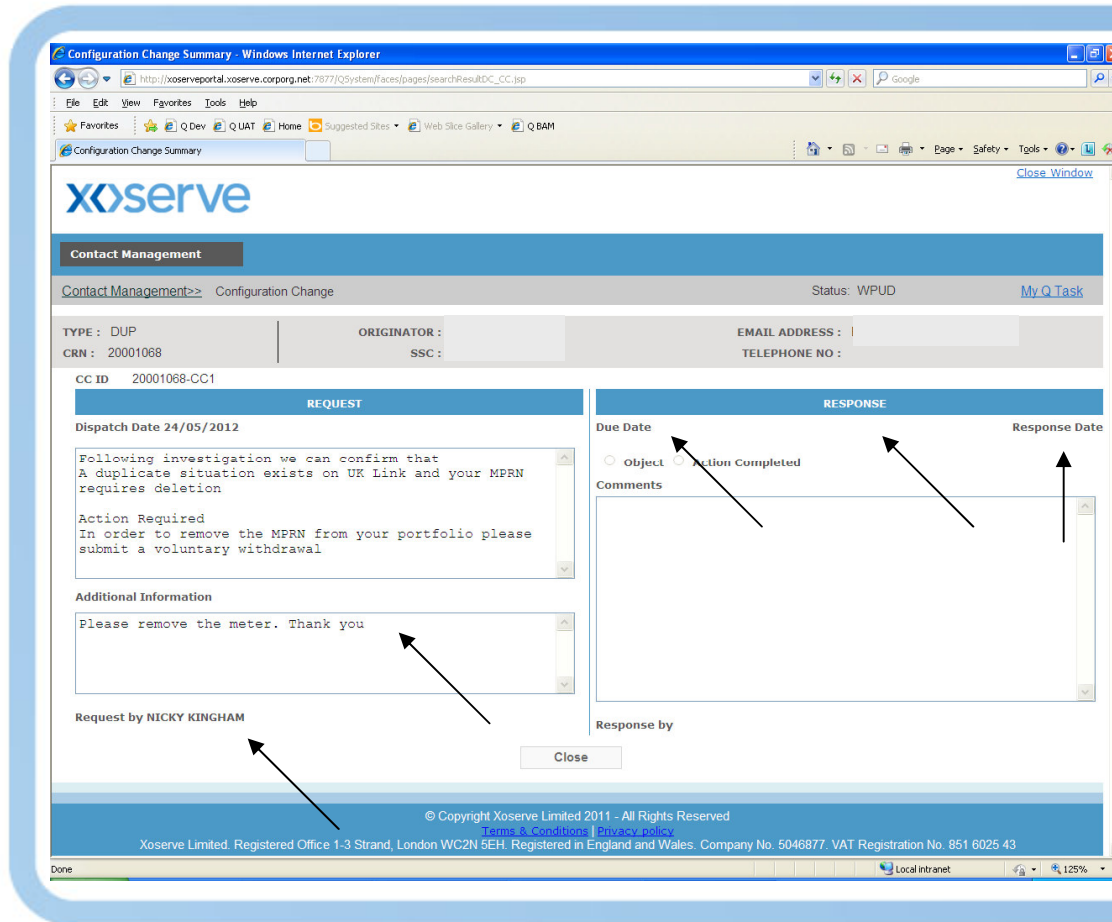 Configuration Change Summary - Windows Internet Explorer
http://xoserveportal.xoserve.corporg.net:7877/QSystem/faces/pages/searchResultDC_CC.jsp Google
File Edit View Favorites Tools Help
Favorites Q Dev Q UAT Home Suggested Sites Web Slice Gallery Q BAM
Configuration Change Summary Page Safety Tools
Close Window
xoserve
Contact Management
Contact Management>> Configuration Change Status: WPUD My Q Task
TYPE : DUP ORIGINATOR : EMAIL ADDRESS :
CRN : 20001068 SSC : TELEPHONE NO :
CC ID 20001068-CC1
REQUEST RESPONSE
Dispatch Date 24/05/2012 Due Date Response Date
Following investigation we can confirm that
A duplicate situation exists on UK Link and your MPRN
requires deletion
Action Required
In order to remove the MPRN from your portfolio please
submit a voluntary withdrawal
Object Action Completed
Comments
Additional Information
Please remove the meter. Thank you
Request by NICKY KINGHAM Response by
Close
© Copyright Xoserve Limited 2011 - All Rights Reserved
Terms & Conditions | Privacy policy
Xoserve Limited. Registered Office 1-3 Strand, London WC2N 5EH. Registered in England and Wales. Company No. 5046877. VAT Registration No. 851 6025 43
Done Local intranet 125%